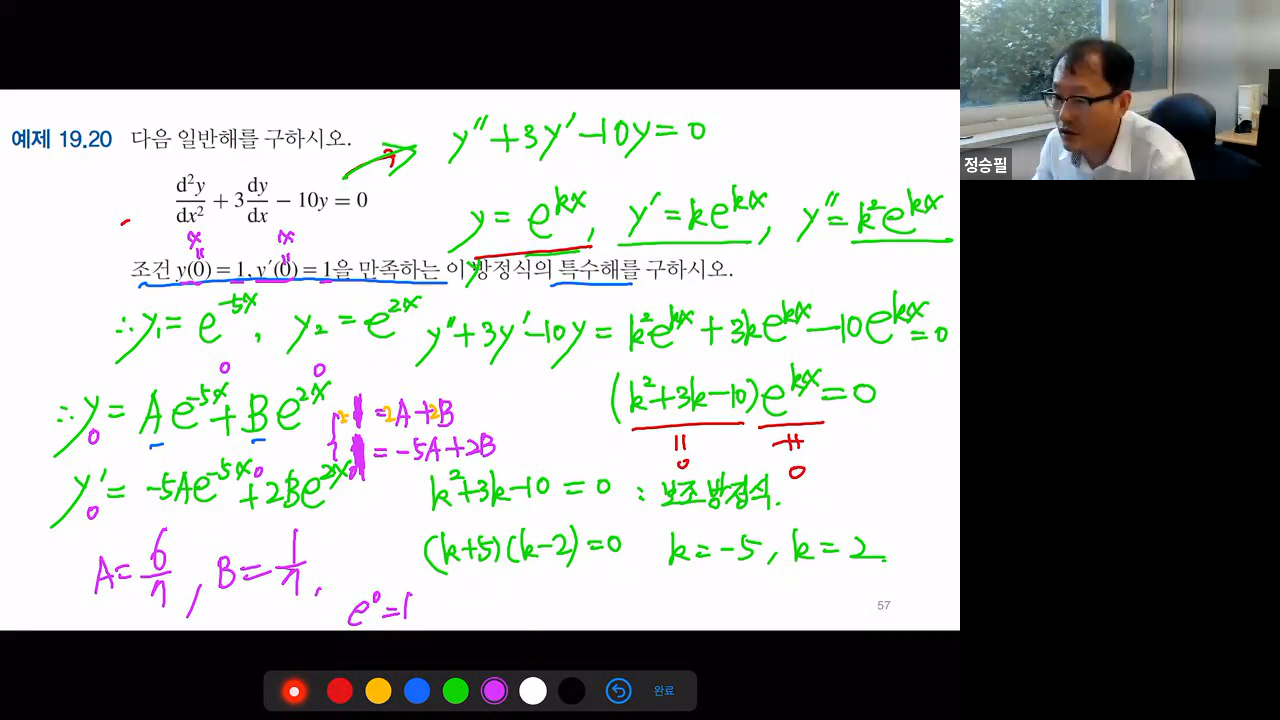 예제 19.20 다음 일반해를 구하시오.
y'' + 3y' - 10y = 0
d²y/dx² + 3 dy/dx − 10y = 0
y = e^{kx}, y' = ke^{kx}, y'' = k²e^{kx}
x x
조건 y(0) = 1, y′(0) = 1을 만족하는 이 방정식의 특수해를 구하시오.
∴ y₁ = e^{-5x}, y₂ = e^{2x}
y'' + 3y' - 10y = k²e^{kx} + 3ke^{kx} - 10e^{kx} = 0
(k² + 3k - 10)e^{kx} = 0
0 0
∴ y = Ae^{-5x} + Be^{2x}
= 2A + 2B
= -5A + 2B
y' = -5Ae^{-5x} + 2Be^{2x}
k² + 3k - 10 = 0 : 보조방정식.
(k+5)(k-2) = 0 k = -5, k = 2.
A = 6/7, B = 1/7.
e⁰ = 1
57
정승필
완료